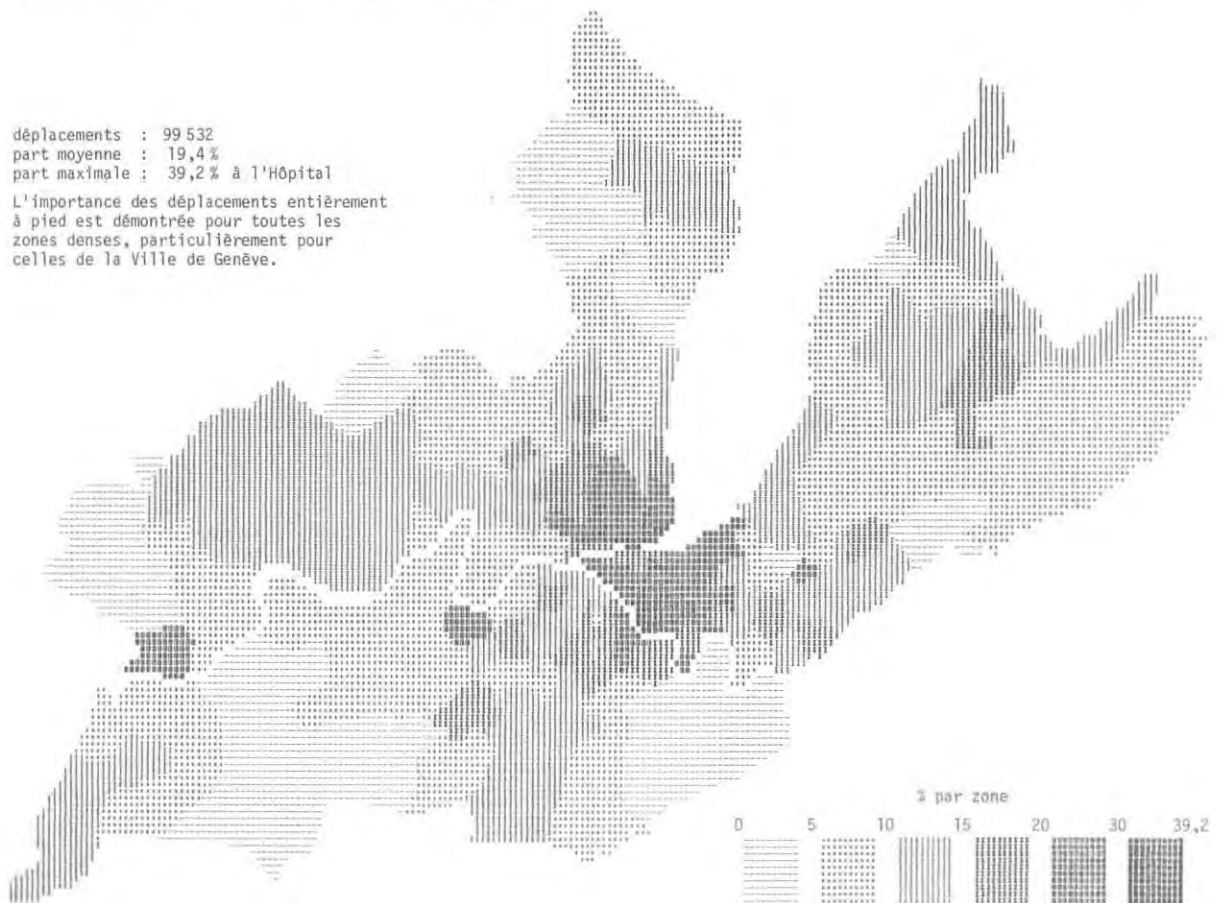 déplacements : 99 532
part moyenne : 19,4 %
part maximale : 39,2 % à l'Hôpital
L'importance des déplacements entièrement
à pied est démontrée pour toutes les
zones denses, particulièrement pour
celles de la Ville de Genève.
% par zone
0 5 10 15 20 30 39,2